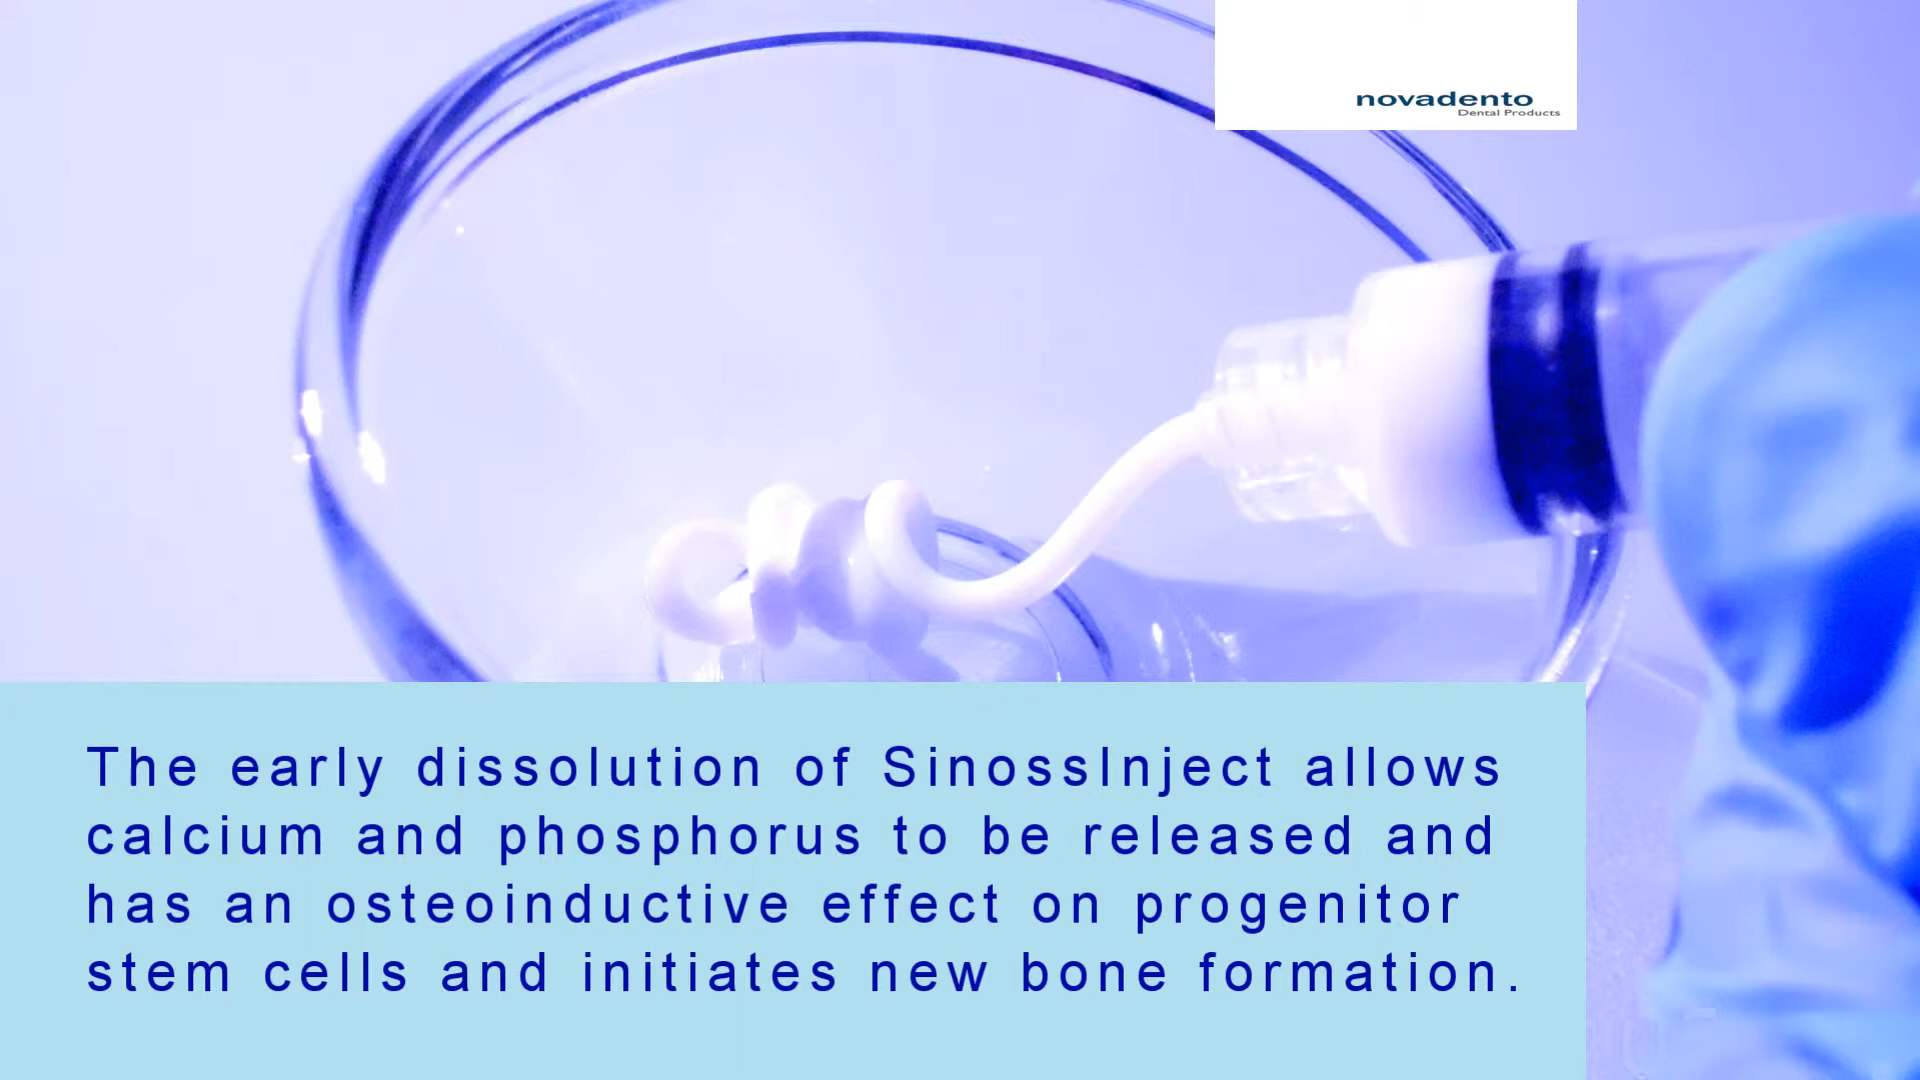 novadento
Dental Products
The early dissolution of SinossInject allows
calcium and phosphorus to be released and
has an osteoinductive effect on progenitor
stem cells and initiates new bone formation.